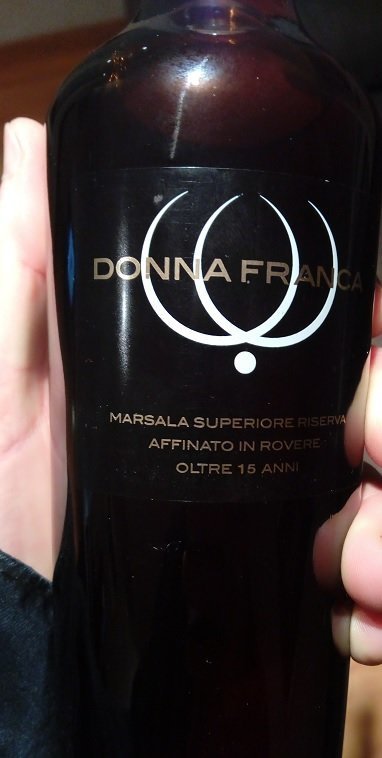 DONNA FRANCA
MARSALA SUPERIORE RISERVA
AFFINATO IN ROVERE
OLTRE 15 ANNI